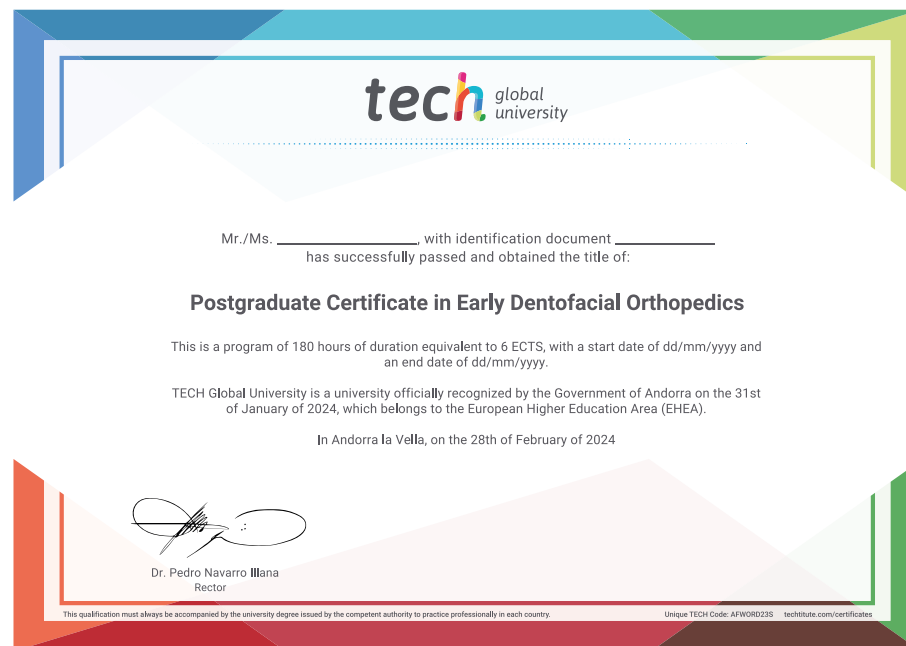 tech global
university
Mr./Ms. ____________________, with identification document ______________
has successfully passed and obtained the title of:
Postgraduate Certificate in Early Dentofacial Orthopedics
This is a program of 180 hours of duration equivalent to 6 ECTS, with a start date of dd/mm/yyyy and
an end date of dd/mm/yyyy.
TECH Global University is a university officially recognized by the Government of Andorra on the 31st
of January of 2024, which belongs to the European Higher Education Area (EHEA).
In Andorra la Vella, on the 28th of February of 2024
Dr. Pedro Navarro Illana
Rector
This qualification must always be accompanied by the university degree issued by the competent authority to practice professionally in each country. Unique TECH Code: AFWORD23S techtitute.com/certificates